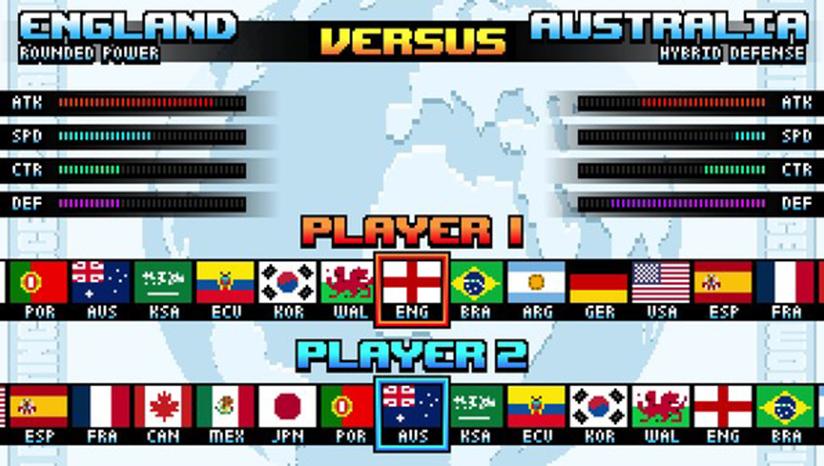 ENGLAND
VERSUS
AUSTRALIA
ROUNDED POWER
HYBRID DEFENSE
ATK
ATK
SPD
SPD
CTR
CTR
DEF
DEF
PLAYER 1
POR AUS KSA ECU KOR WAL ENG BRA ARG GER USA ESP FRA
PLAYER 2
ESP FRA CAN MEX JPN POR AUS KSA ECU KOR WAL ENG BRA